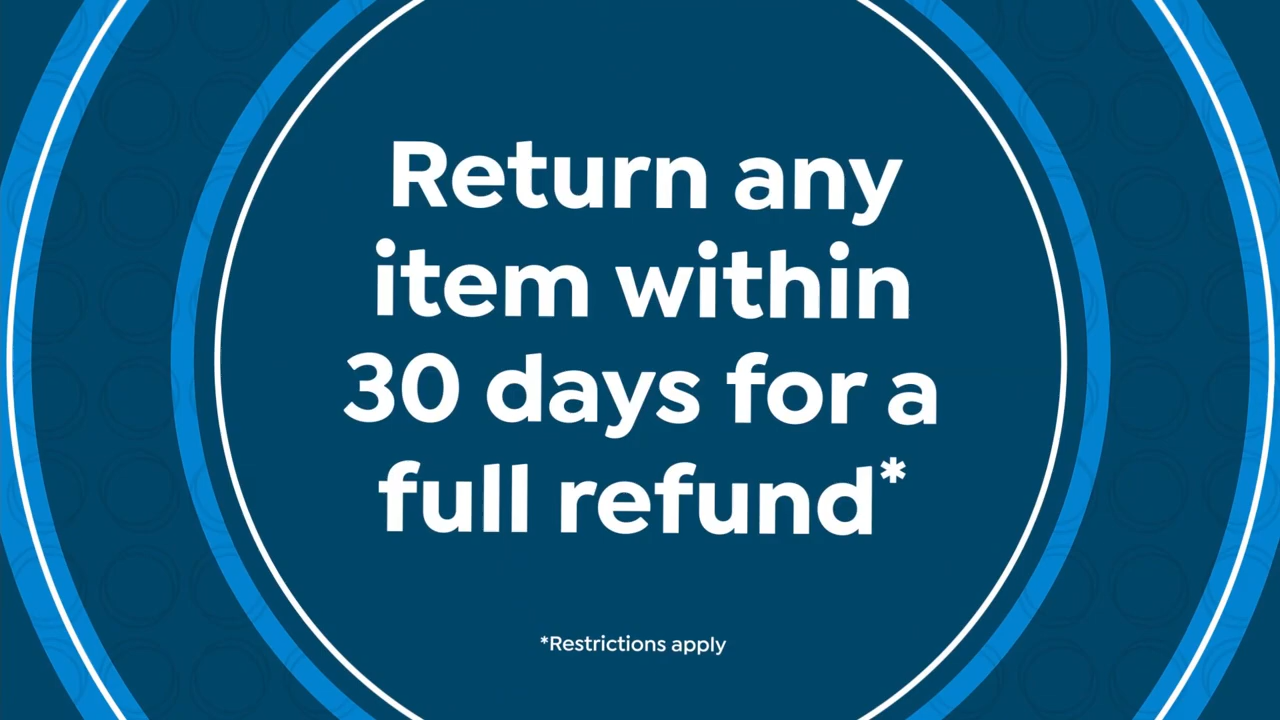 Return any
item within
30 days for a
full refund*
*Restrictions apply